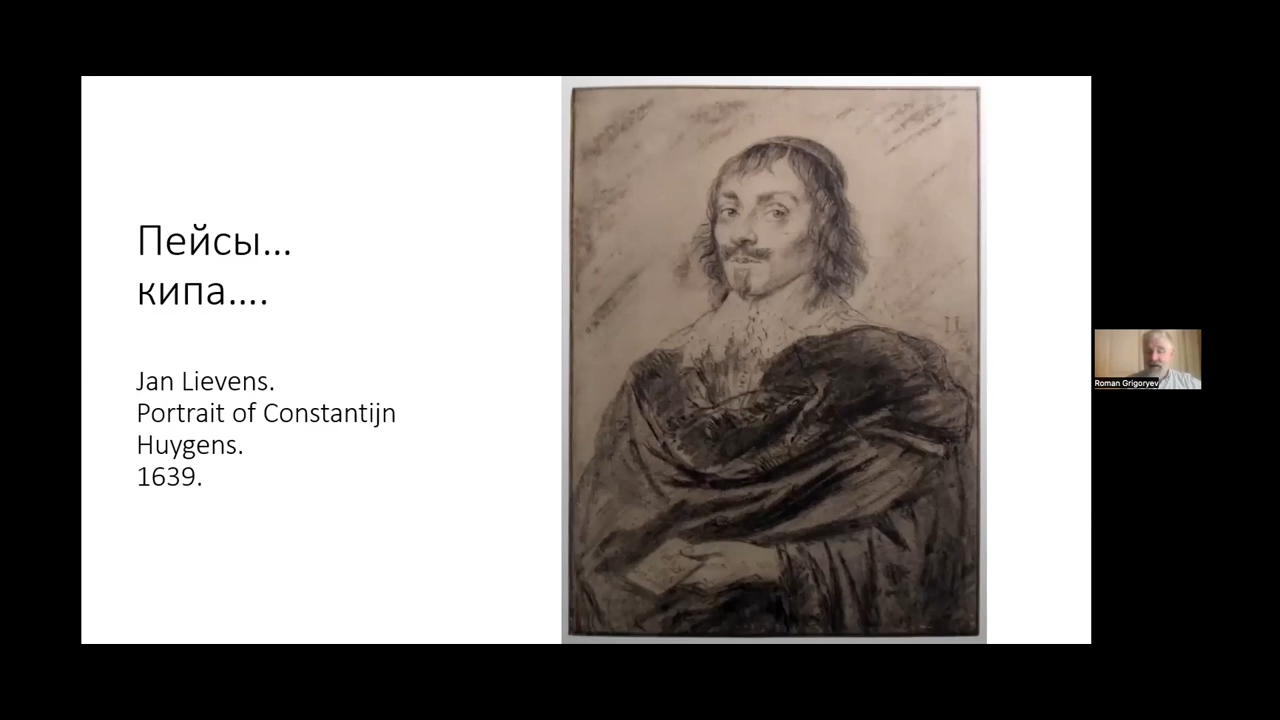 Пейсы...
кипа....
Jan Lievens.
Portrait of Constantijn
Huygens.
1639.
IL
Roman Grigoryev